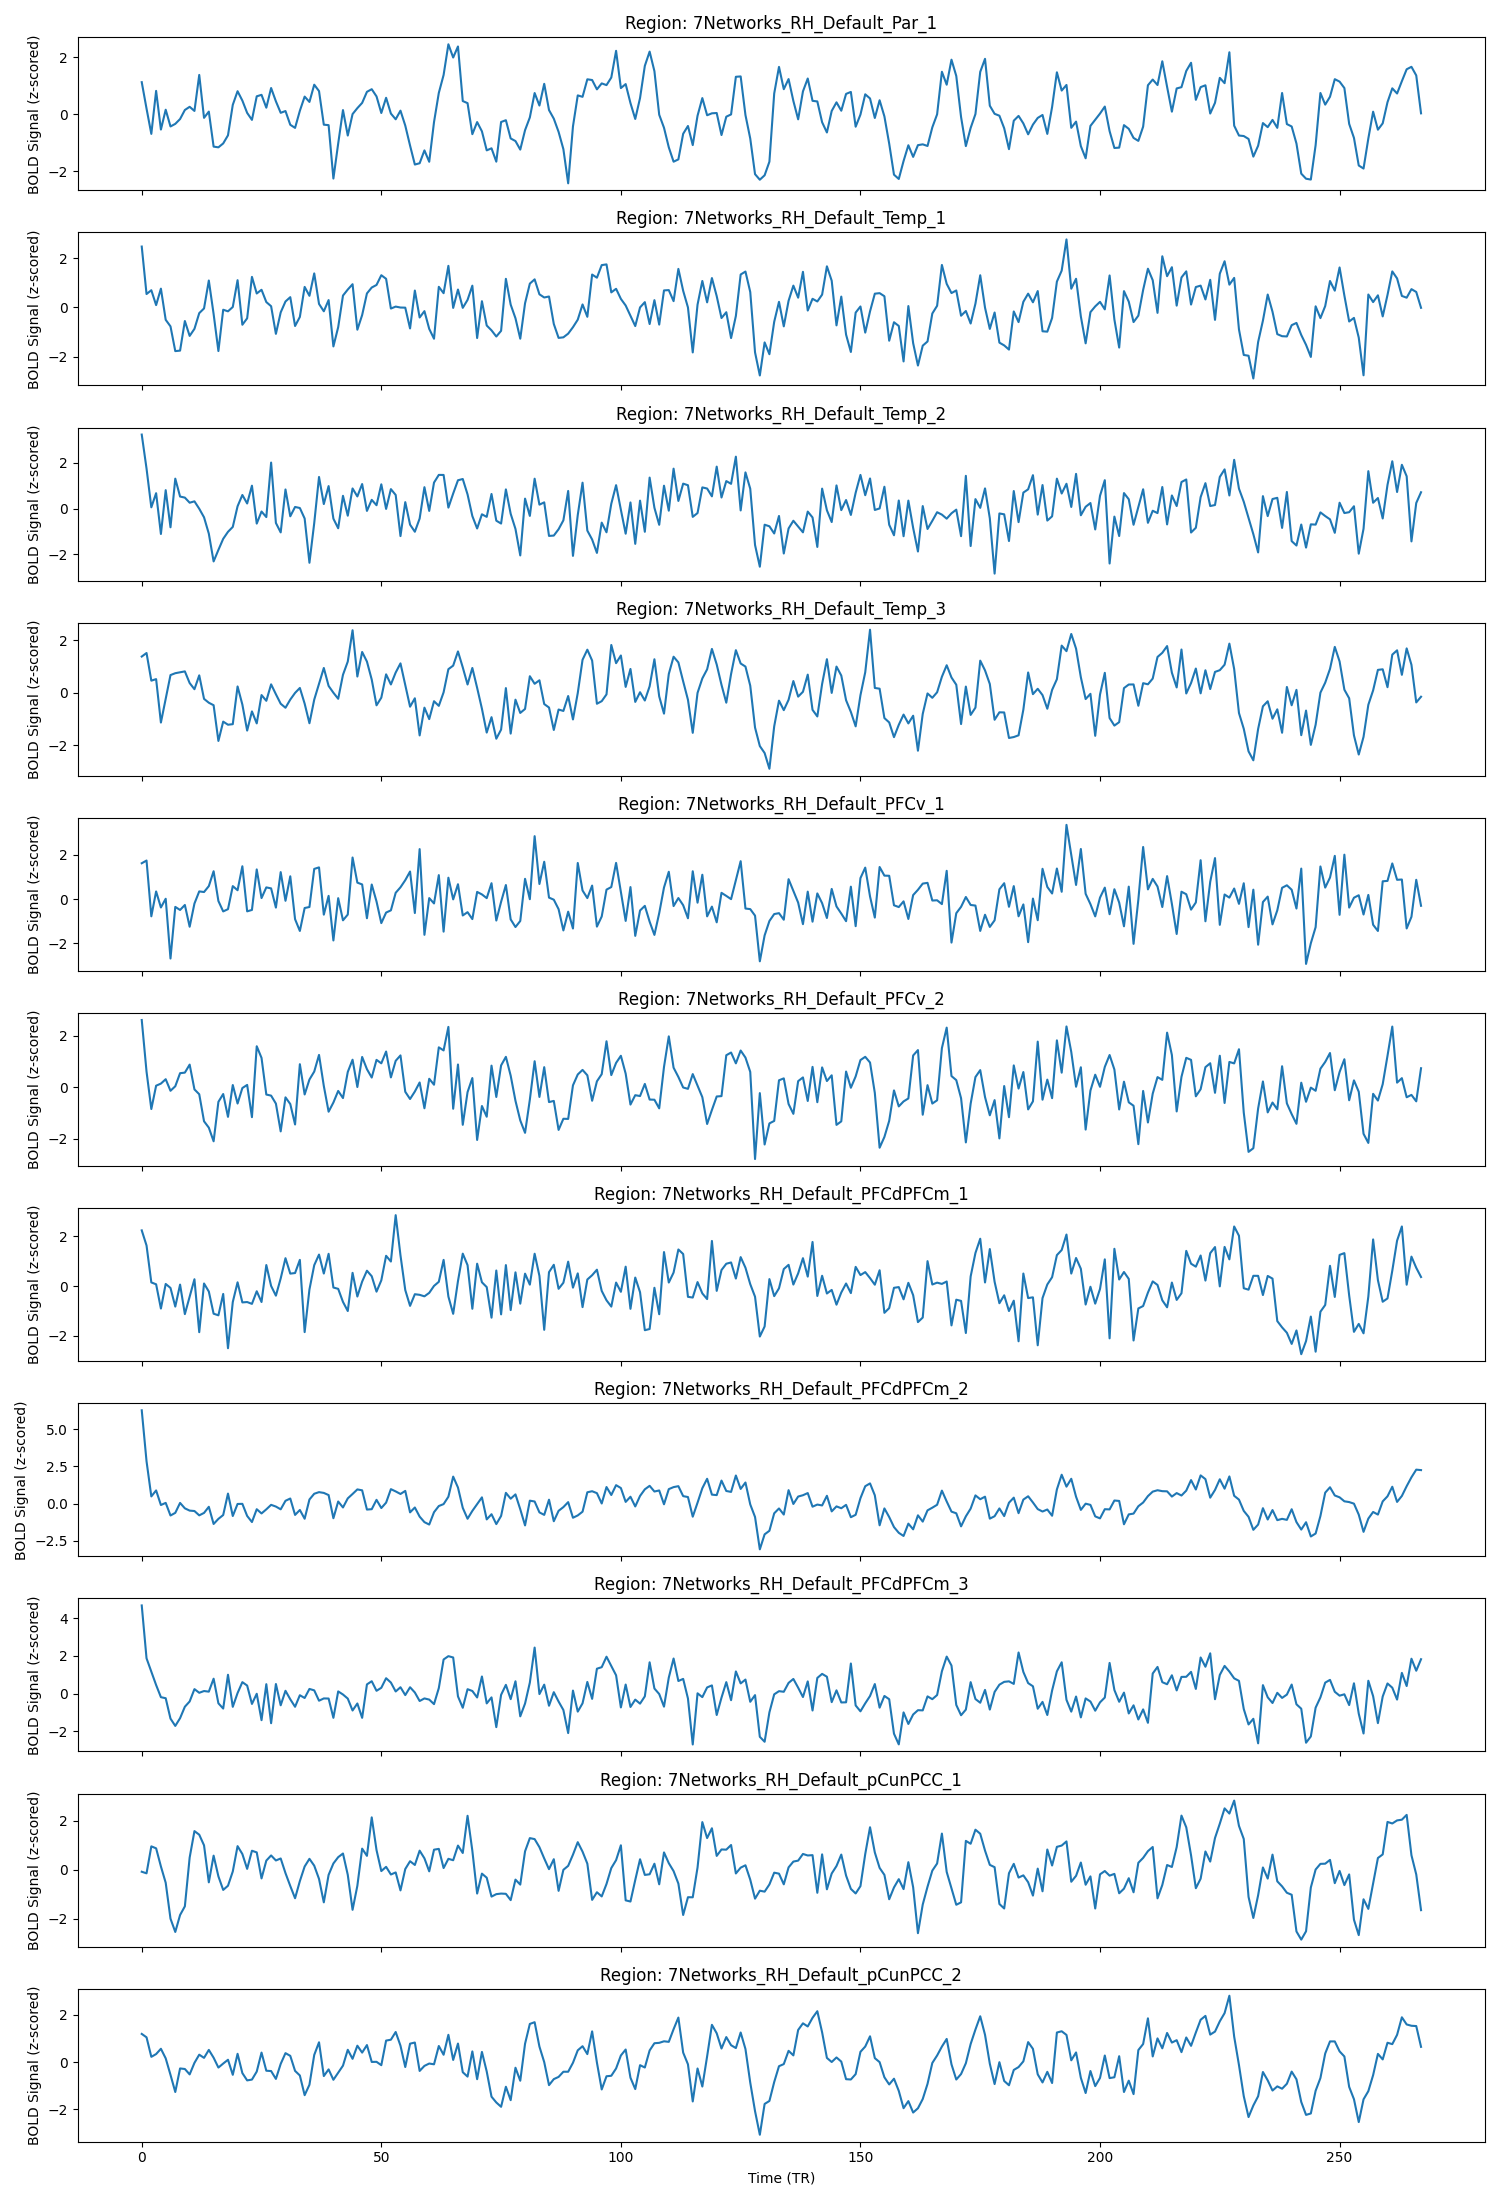 Region: 7Networks_RH_Default_Par_1
BOLD Signal (z-scored)
2
0
−2
Region: 7Networks_RH_Default_Temp_1
BOLD Signal (z-scored)
2
0
−2
Region: 7Networks_RH_Default_Temp_2
BOLD Signal (z-scored)
2
0
−2
Region: 7Networks_RH_Default_Temp_3
BOLD Signal (z-scored)
2
0
−2
Region: 7Networks_RH_Default_PFCv_1
BOLD Signal (z-scored)
2
0
−2
Region: 7Networks_RH_Default_PFCv_2
BOLD Signal (z-scored)
2
0
−2
Region: 7Networks_RH_Default_PFCdPFCm_1
BOLD Signal (z-scored)
2
0
−2
Region: 7Networks_RH_Default_PFCdPFCm_2
BOLD Signal (z-scored)
5.0
2.5
0.0
−2.5
Region: 7Networks_RH_Default_PFCdPFCm_3
BOLD Signal (z-scored)
4
2
0
−2
Region: 7Networks_RH_Default_pCunPCC_1
BOLD Signal (z-scored)
2
0
−2
Region: 7Networks_RH_Default_pCunPCC_2
BOLD Signal (z-scored)
2
0
−2
0 50 100 150 200 250
Time (TR)